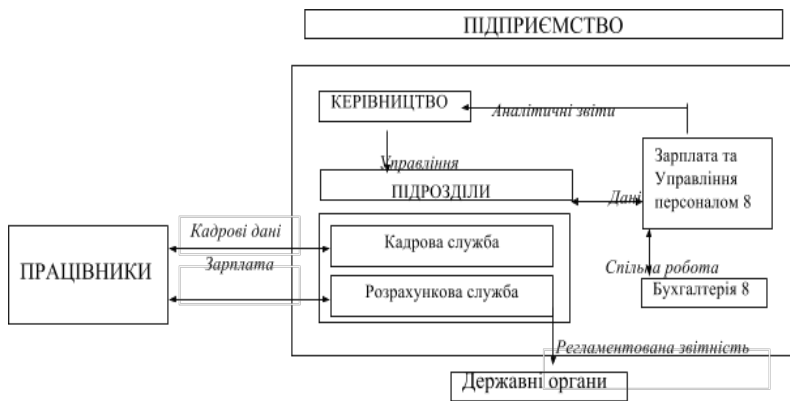 ПІДПРИЄМСТВО
КЕРІВНИЦТВО
Аналітичні звіти
Управління
Зарплата та
Управління
персоналом 8
ПІДРОЗДІЛИ
Дані
Кадрові дані
Кадрова служба
ПРАЦІВНИКИ
Зарплата
Спільна робота
Розрахункова служба
Бухгалтерія 8
Регламентована звітність
Державні органи